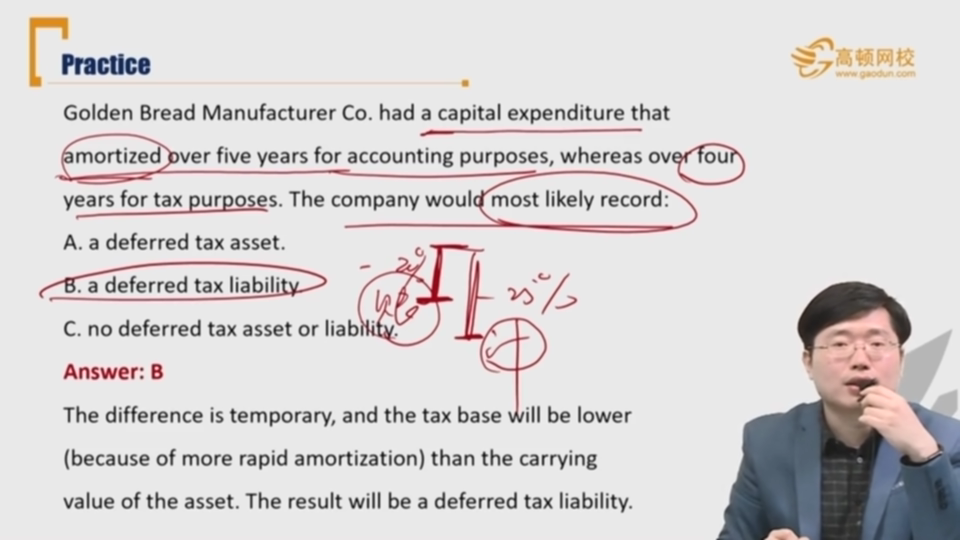 Practice
高顿网校
www.gaodun.com
Golden Bread Manufacturer Co. had a capital expenditure that
amortized over five years for accounting purposes, whereas over four
years for tax purposes. The company would most likely record:
A. a deferred tax asset.
B. a deferred tax liability
C. no deferred tax asset or liability.
Answer: B
The difference is temporary, and the tax base will be lower
(because of more rapid amortization) than the carrying
value of the asset. The result will be a deferred tax liability.